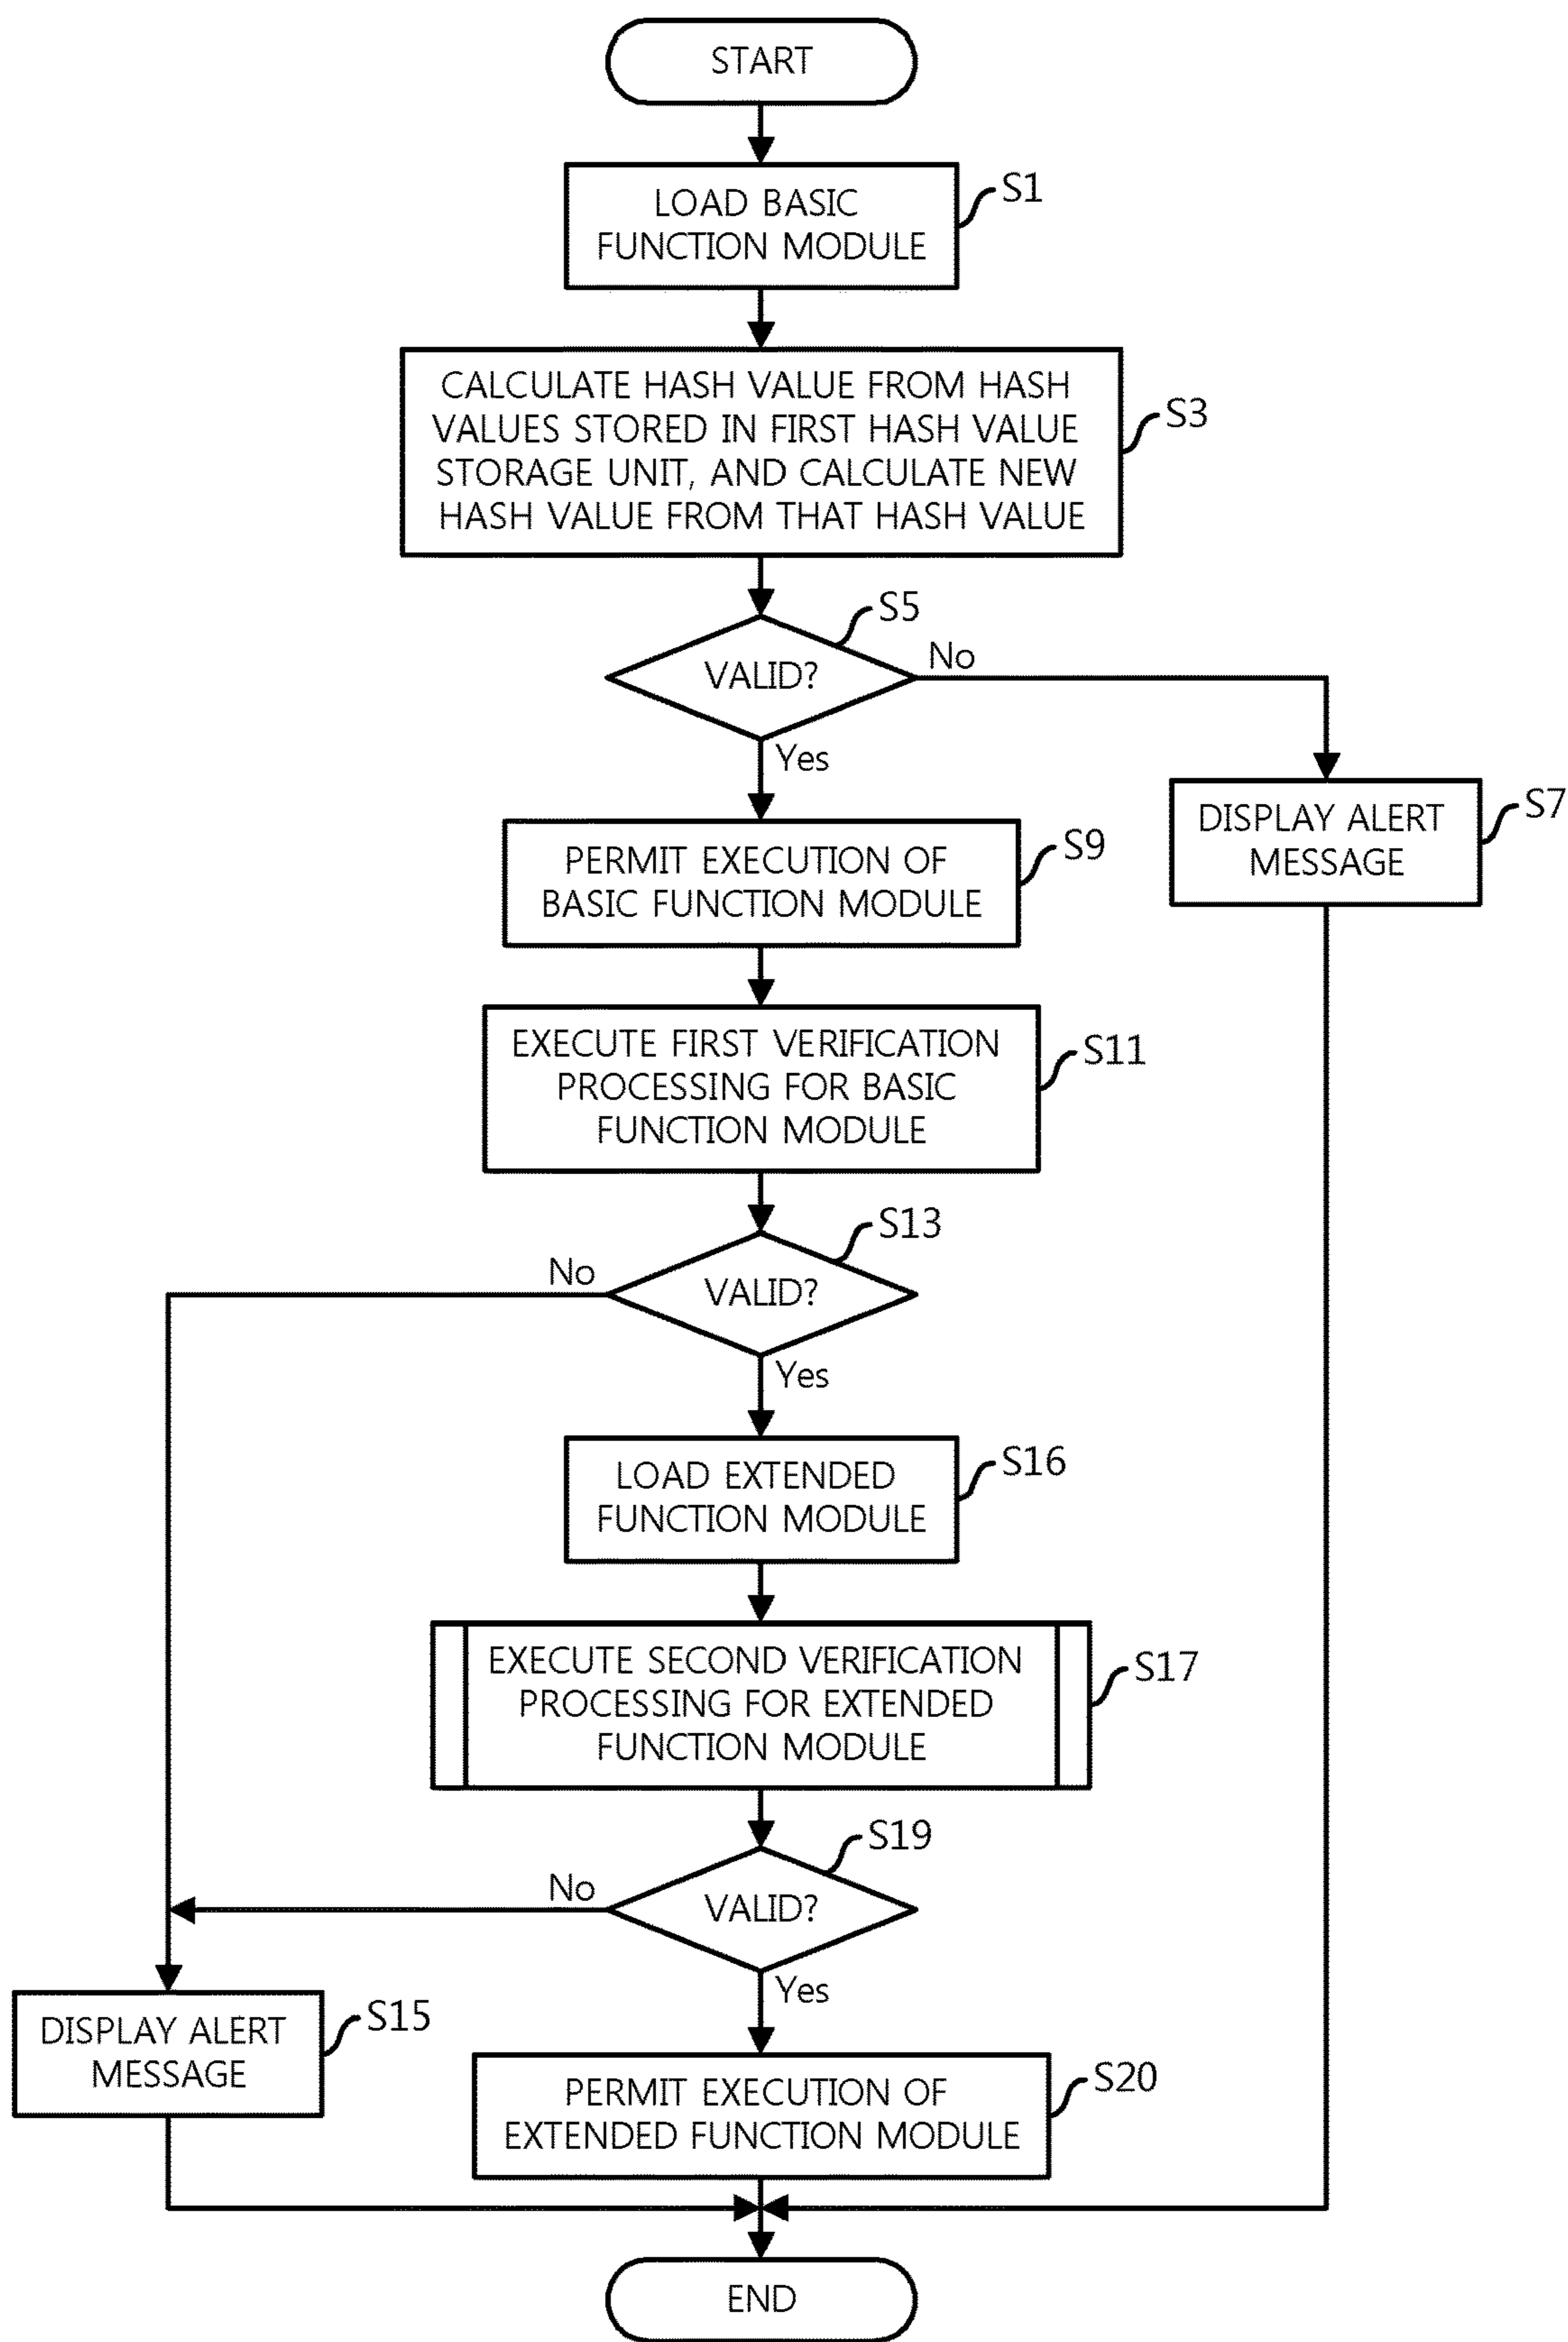 START
LOAD BASIC
FUNCTION MODULE
S1
CALCULATE HASH VALUE FROM HASH
VALUES STORED IN FIRST HASH VALUE
STORAGE UNIT, AND CALCULATE NEW
HASH VALUE FROM THAT HASH VALUE
S3
S5
VALID?
No
Yes
DISPLAY ALERT
MESSAGE
S7
PERMIT EXECUTION OF
BASIC FUNCTION MODULE
S9
EXECUTE FIRST VERIFICATION
PROCESSING FOR BASIC
FUNCTION MODULE
S11
S13
VALID?
No
Yes
LOAD EXTENDED
FUNCTION MODULE
S16
EXECUTE SECOND VERIFICATION
PROCESSING FOR EXTENDED
FUNCTION MODULE
S17
S19
VALID?
No
Yes
DISPLAY ALERT
MESSAGE
S15
PERMIT EXECUTION OF
EXTENDED FUNCTION MODULE
S20
END